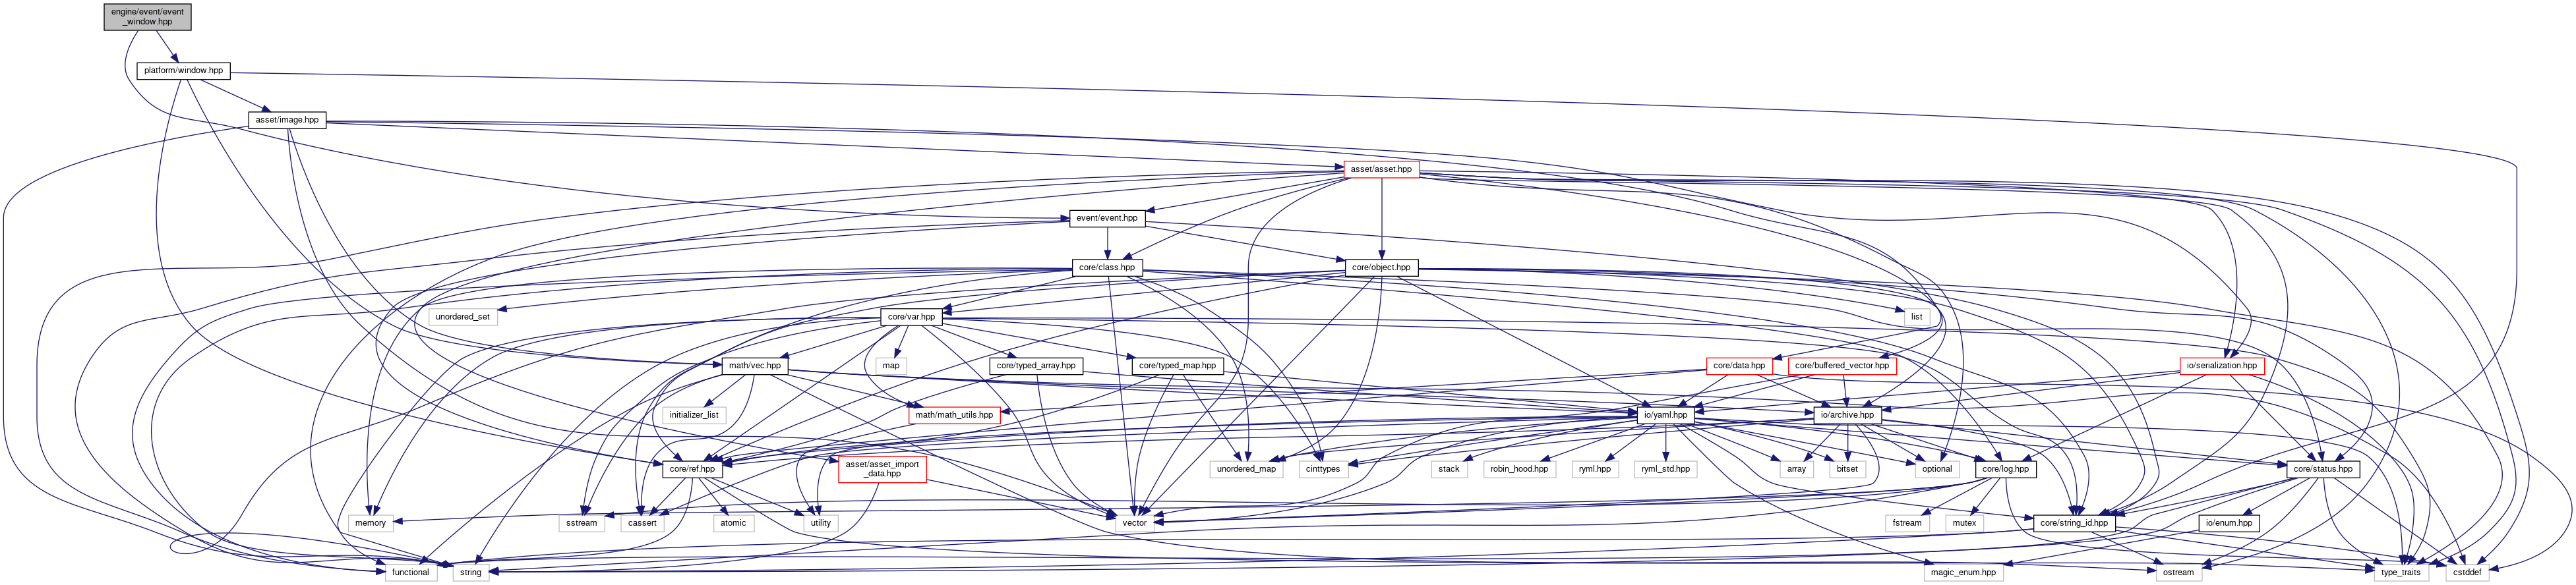 engine/event/event
_window.hpp
platform/window.hpp
asset/image.hpp
asset/asset.hpp
event/event.hpp
core/class.hpp
core/object.hpp
unordered_set
core/var.hpp
list
math/vec.hpp
map
core/typed_array.hpp
core/typed_map.hpp
core/data.hpp
core/buffered_vector.hpp
io/serialization.hpp
initializer_list
math/math_utils.hpp
io/yaml.hpp
io/archive.hpp
core/ref.hpp
asset/asset_import
_data.hpp
unordered_map
cinttypes
stack
robin_hood.hpp
ryml.hpp
ryml_std.hpp
array
bitset
optional
core/log.hpp
core/status.hpp
memory
sstream
cassert
atomic
utility
vector
fstream
mutex
core/string_id.hpp
io/enum.hpp
functional
string
magic_enum.hpp
ostream
type_traits
cstddef